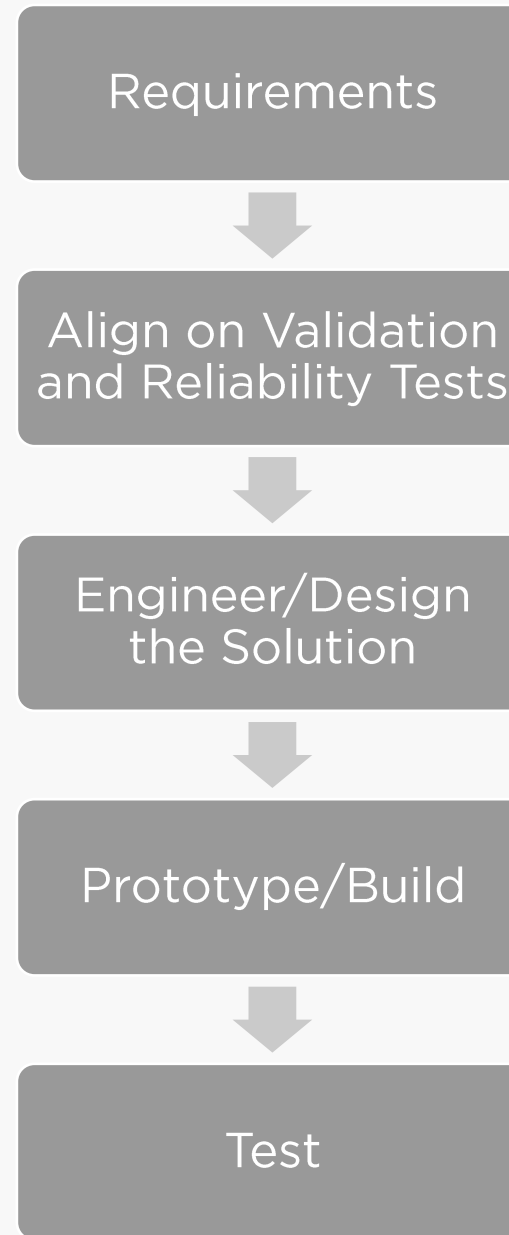 Requirements
Align on Validation
and Reliability Tests
Engineer/Design
the Solution
Prototype/Build
Test